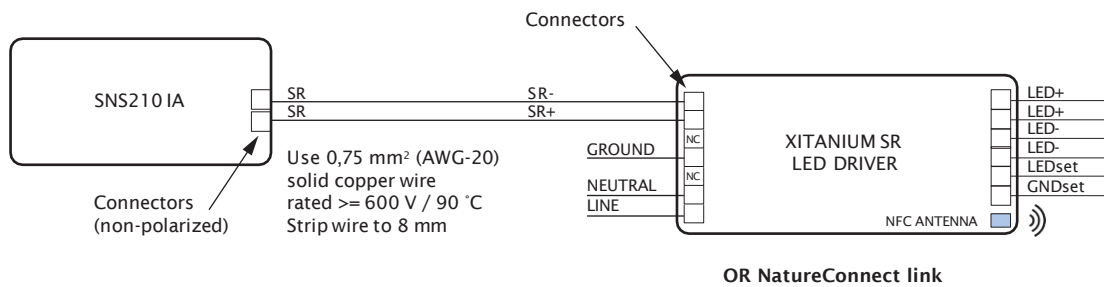 Connectors
SNS210 IA
SR
SR
SR-
SR+
Connectors
(non-polarized)
Use 0,75 mm² (AWG-20)
solid copper wire
rated >= 600 V / 90 ˚C
Strip wire to 8 mm
GROUND
NEUTRAL
LINE
NC
NC
XITANIUM SR
LED DRIVER
NFC ANTENNA
LED+
LED+
LED-
LED-
LEDset
GNDset
OR NatureConnect link